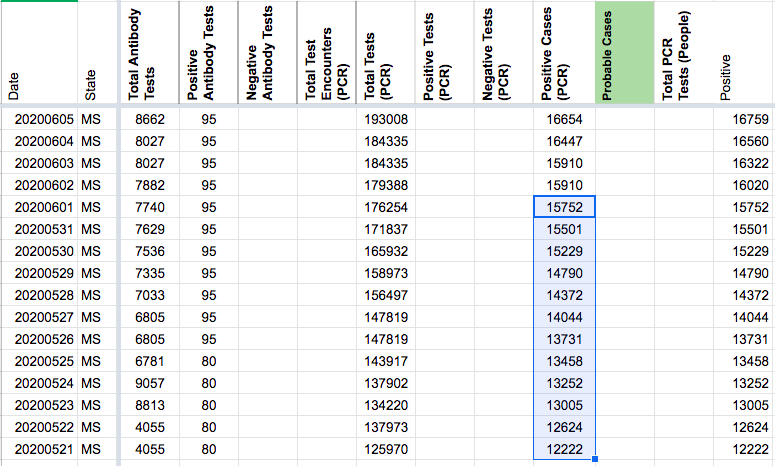 Date State Total Antibody Tests Positive Antibody Tests Negative Antibody Tests Total Test Encounters (PCR) Total Tests (PCR) Positive Tests (PCR) Negative Tests (PCR) Positive Cases (PCR) Probable Cases Total PCR Tests (People) Positive
20200605 MS 8662 95 193008 16654 16759
20200604 MS 8027 95 184335 16447 16560
20200603 MS 8027 95 184335 15910 16322
20200602 MS 7882 95 179388 15910 16020
20200601 MS 7740 95 176254 15752 15752
20200531 MS 7629 95 171837 15501 15501
20200530 MS 7536 95 165932 15229 15229
20200529 MS 7335 95 158973 14790 14790
20200528 MS 7033 95 156497 14372 14372
20200527 MS 6805 95 147819 14044 14044
20200526 MS 6805 95 147819 13731 13731
20200525 MS 6781 80 143917 13458 13458
20200524 MS 9057 80 137902 13252 13252
20200523 MS 8813 80 134220 13005 13005
20200522 MS 4055 80 137973 12624 12624
20200521 MS 4055 80 125970 12222 12222